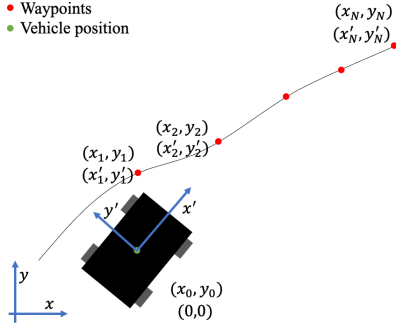 Waypoints
Vehicle position
(x_N, y_N)
(x'_N, y'_N)
(x_2, y_2)
(x'_2, y'_2)
(x_1, y_1)
(x'_1, y'_1)
x'
y'
y
x
(x_0, y_0)
(0,0)